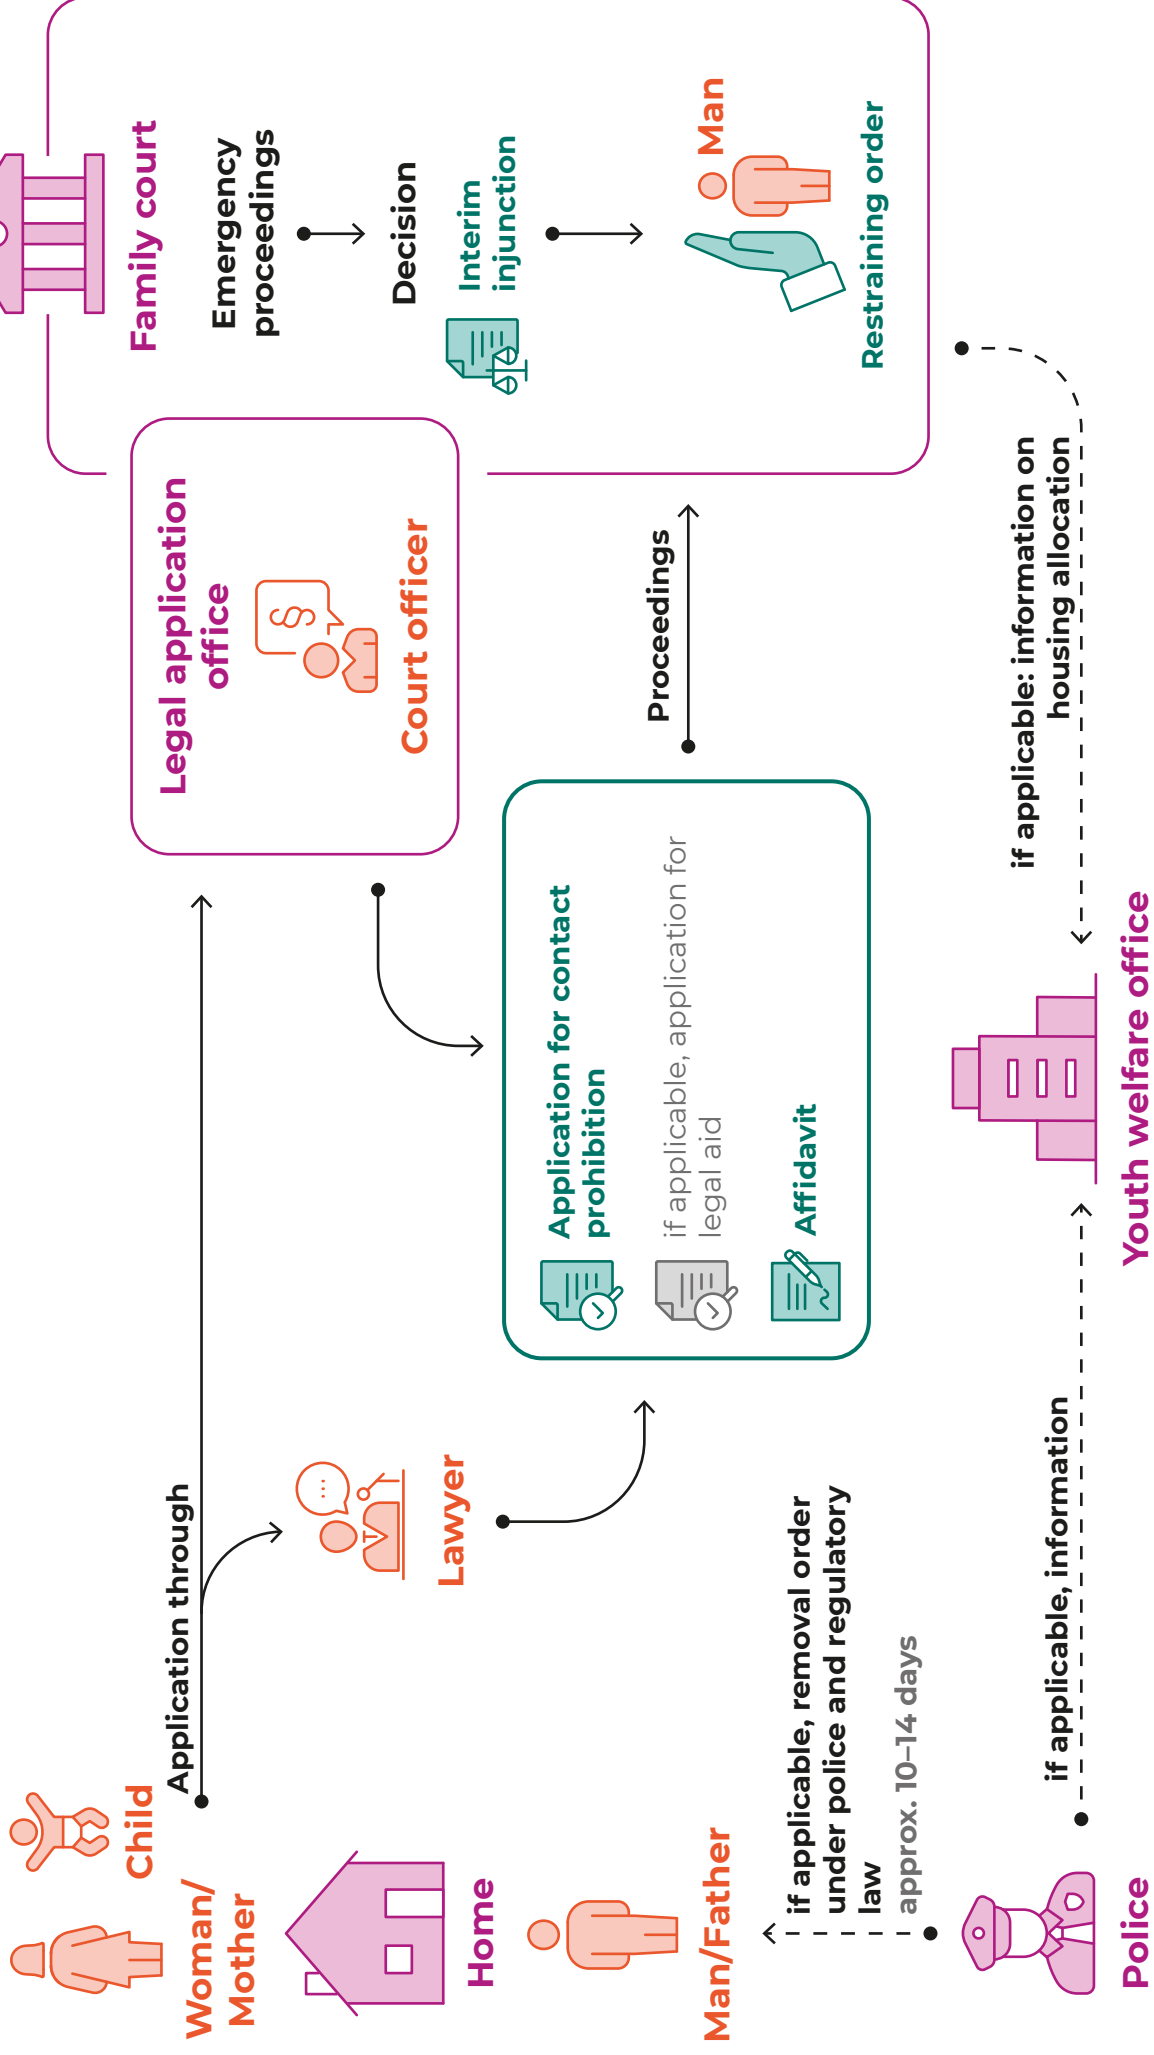 Child
Woman/
Mother
Home
Man/Father
Police
Application through
Lawyer
if applicable, removal order
under police and regulatory
law
approx. 10–14 days
if applicable, information
Legal application
office
§
Court officer
Application for contact
prohibition
if applicable, application for
legal aid
Affidavit
Proceedings
Youth welfare office
if applicable: information on
housing allocation
Family court
Emergency
proceedings
Decision
Interim
injunction
Man
Restraining order